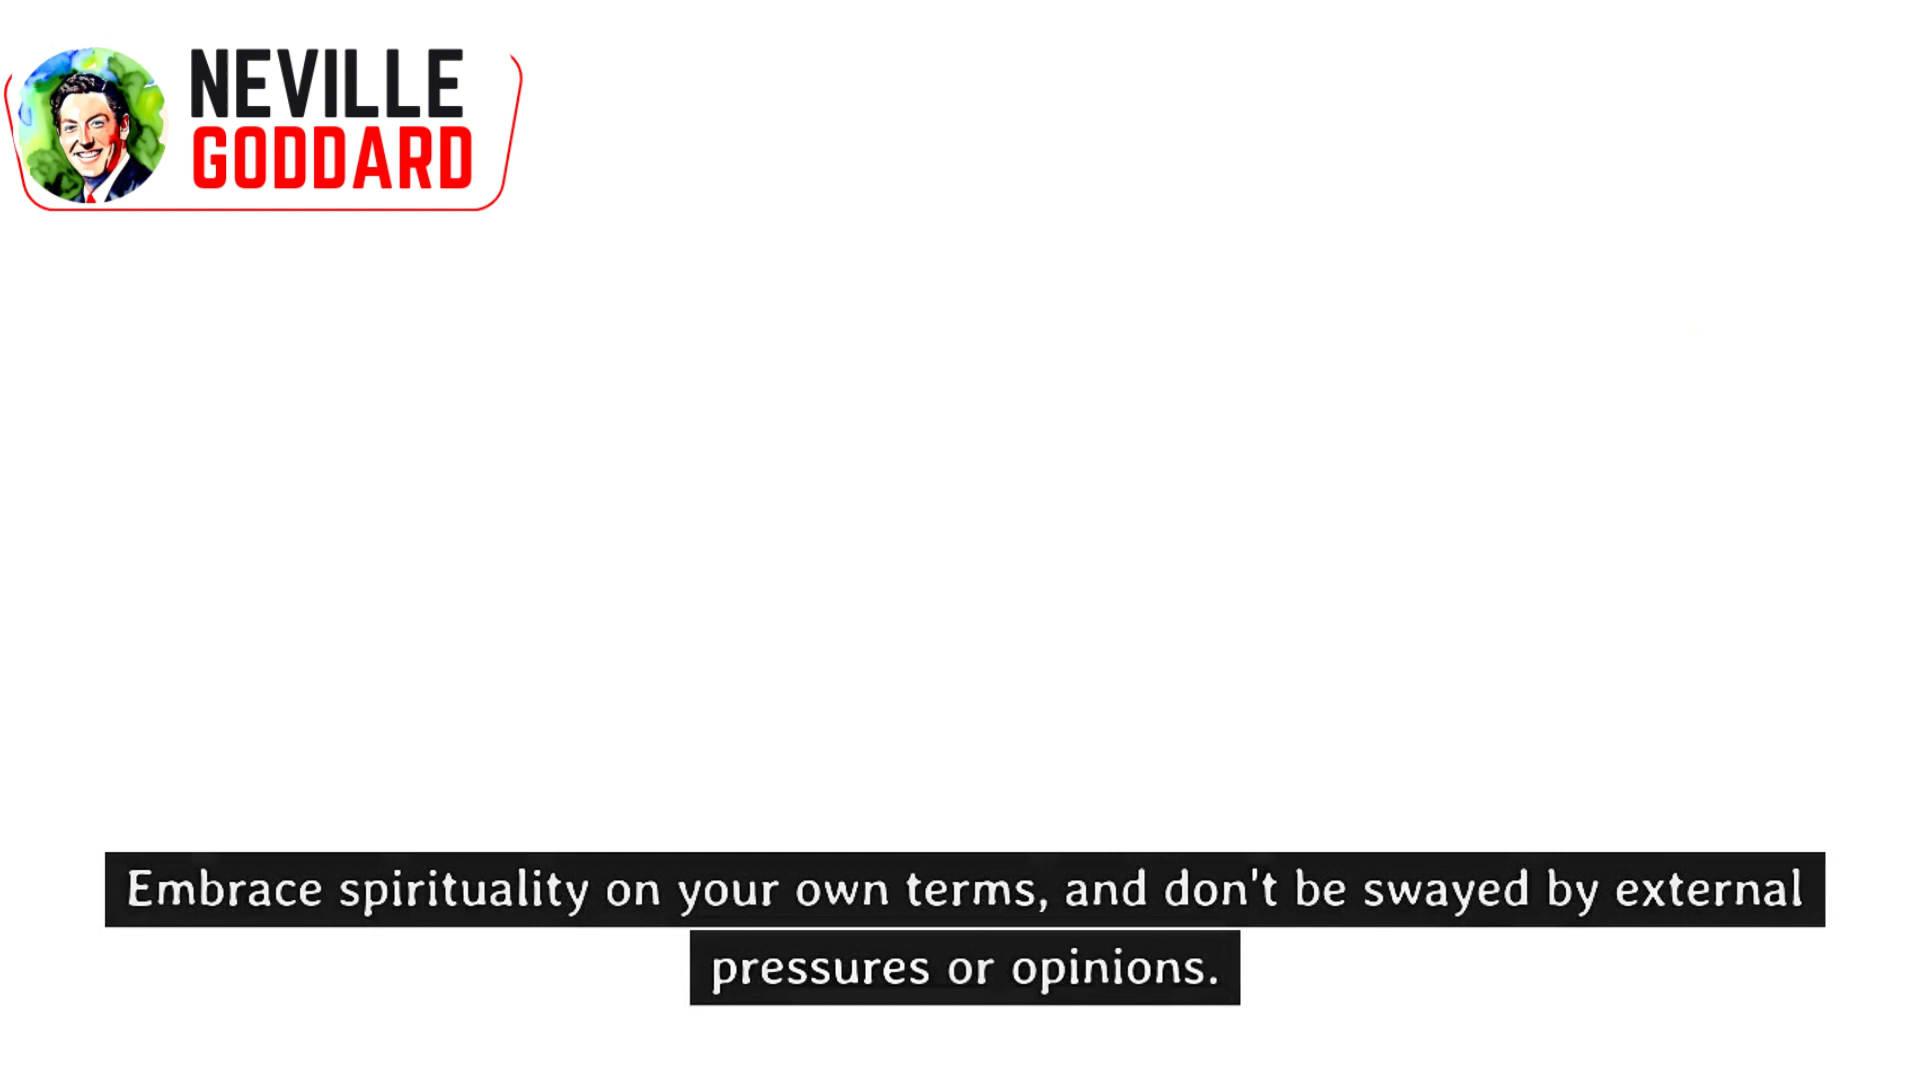 NEVILLE
GODDARD
Embrace spirituality on your own terms, and don't be swayed by external
pressures or opinions.